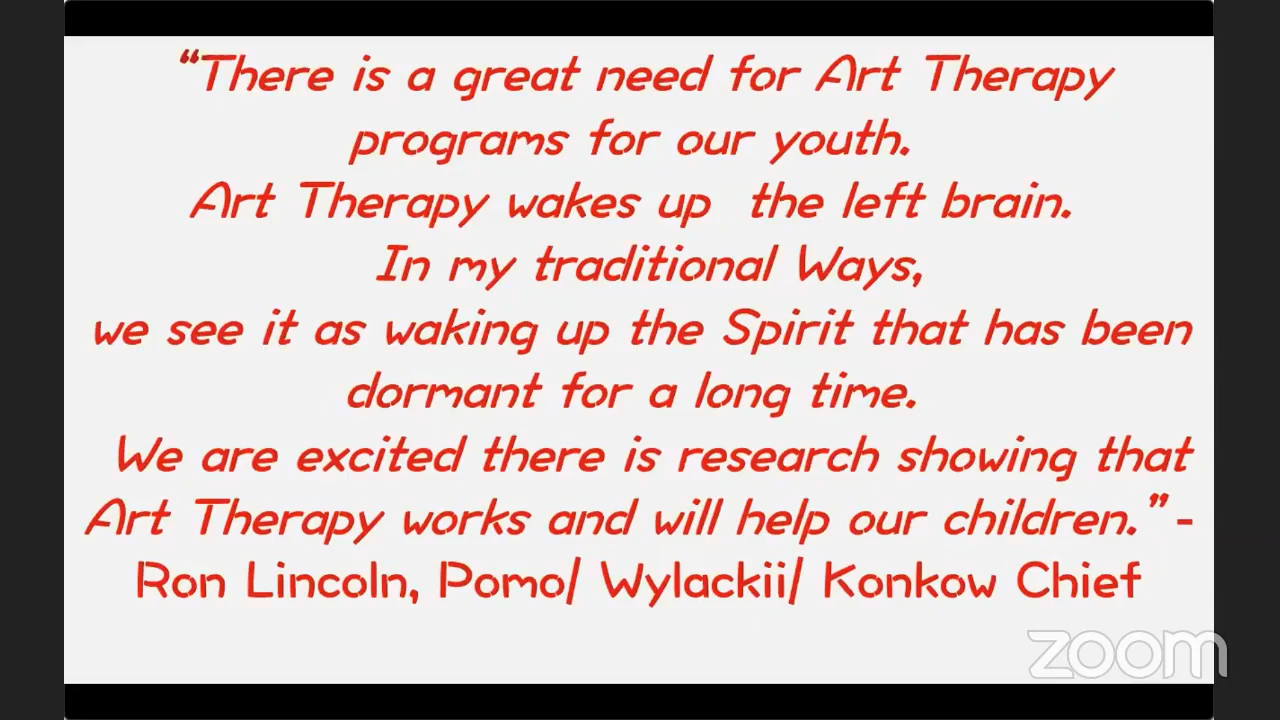 “There is a great need for Art Therapy
programs for our youth.
Art Therapy wakes up the left brain.
In my traditional Ways,
we see it as waking up the Spirit that has been
dormant for a long time.
We are excited there is research showing that
Art Therapy works and will help our children.” -
Ron Lincoln, Pomo/ Wylackii/ Konkow Chief
zoom